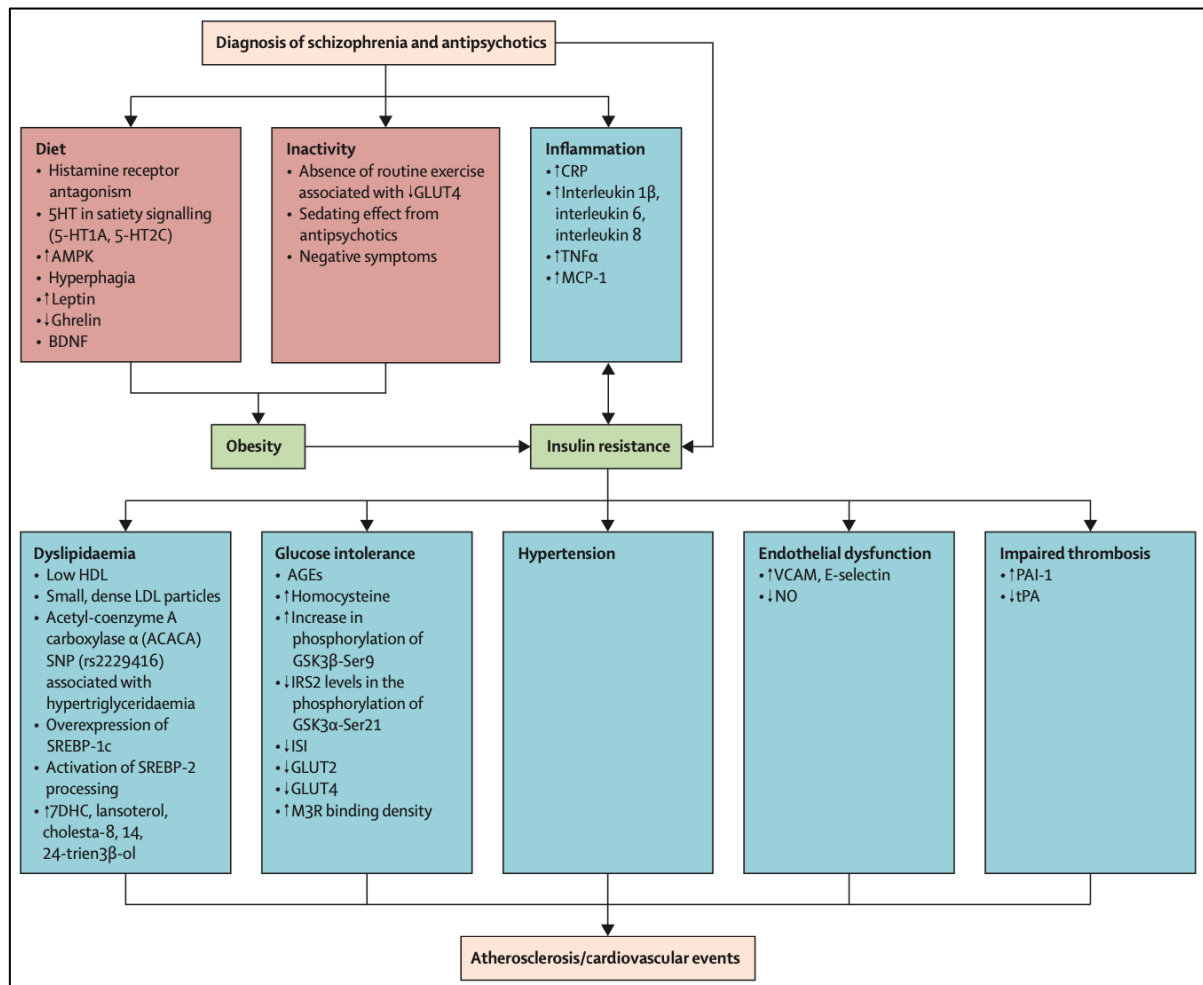 Diagnosis of schizophrenia and antipsychotics
Diet
• Histamine receptor
antagonism
• 5HT in satiety signalling
(5-HT1A, 5-HT2C)
• ↑AMPK
• Hyperphagia
• ↑Leptin
• ↓Ghrelin
• BDNF
Inactivity
• Absence of routine exercise
associated with ↓GLUT4
• Sedating effect from
antipsychotics
• Negative symptoms
Inflammation
• ↑CRP
• ↑Interleukin 1β,
interleukin 6,
interleukin 8
• ↑TNFα
• ↑MCP-1
Obesity
Insulin resistance
Dyslipidaemia
• Low HDL
• Small, dense LDL particles
• Acetyl-coenzyme A
carboxylase α (ACACA)
SNP (rs2229416)
associated with
hypertriglyceridaemia
• Overexpression of
SREBP-1c
• Activation of SREBP-2
processing
• ↑7DHC, lansoterol,
cholesta-8, 14,
24-trien3β-ol
Glucose intolerance
• AGEs
• ↑Homocysteine
• ↑Increase in
phosphorylation of
GSK3β-Ser9
• ↓IRS2 levels in the
phosphorylation of
GSK3α-Ser21
• ↓ISI
• ↓GLUT2
• ↓GLUT4
• ↑M3R binding density
Hypertension
Endothelial dysfunction
• ↑VCAM, E-selectin
• ↓NO
Impaired thrombosis
• ↑PAI-1
• ↓tPA
Atherosclerosis/cardiovascular events